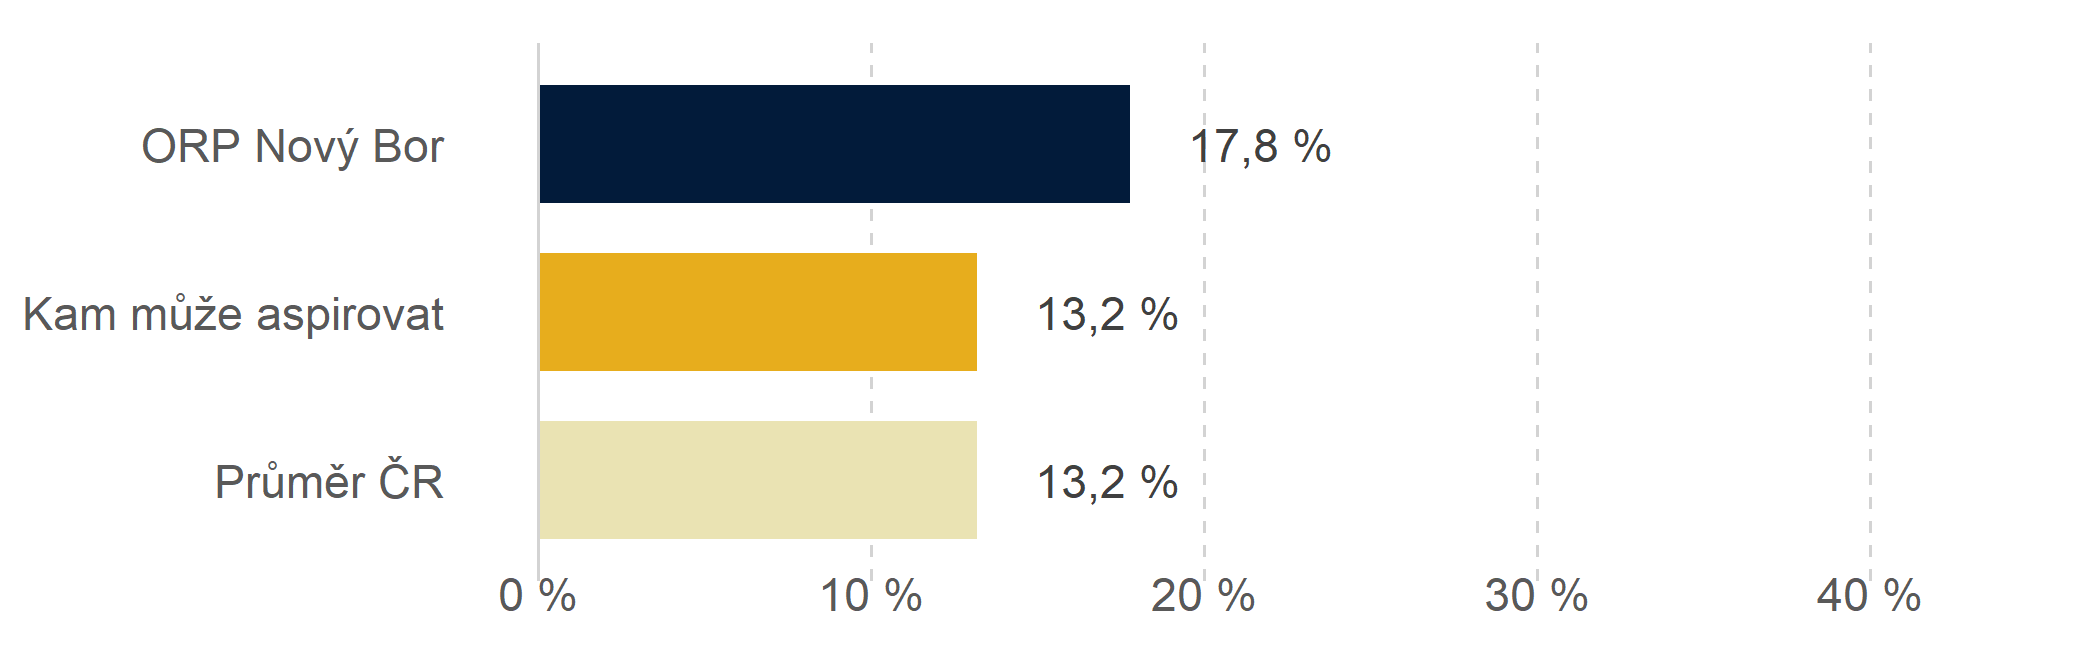 ORP Nový Bor
17,8 %
Kam může aspirovat
13,2 %
Průměr ČR
13,2 %
0 %
10 %
20 %
30 %
40 %